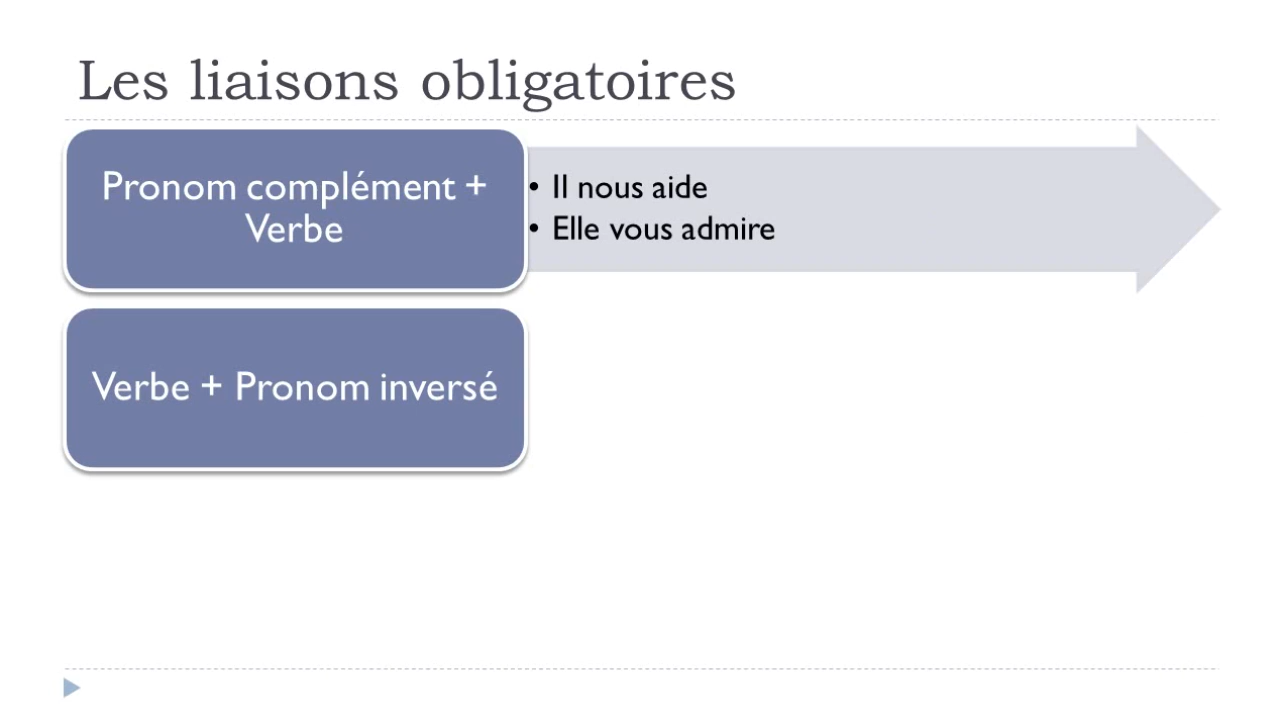 Les liaisons obligatoires
Pronom complément +
Verbe
• Il nous aide
• Elle vous admire
Verbe + Pronom inversé